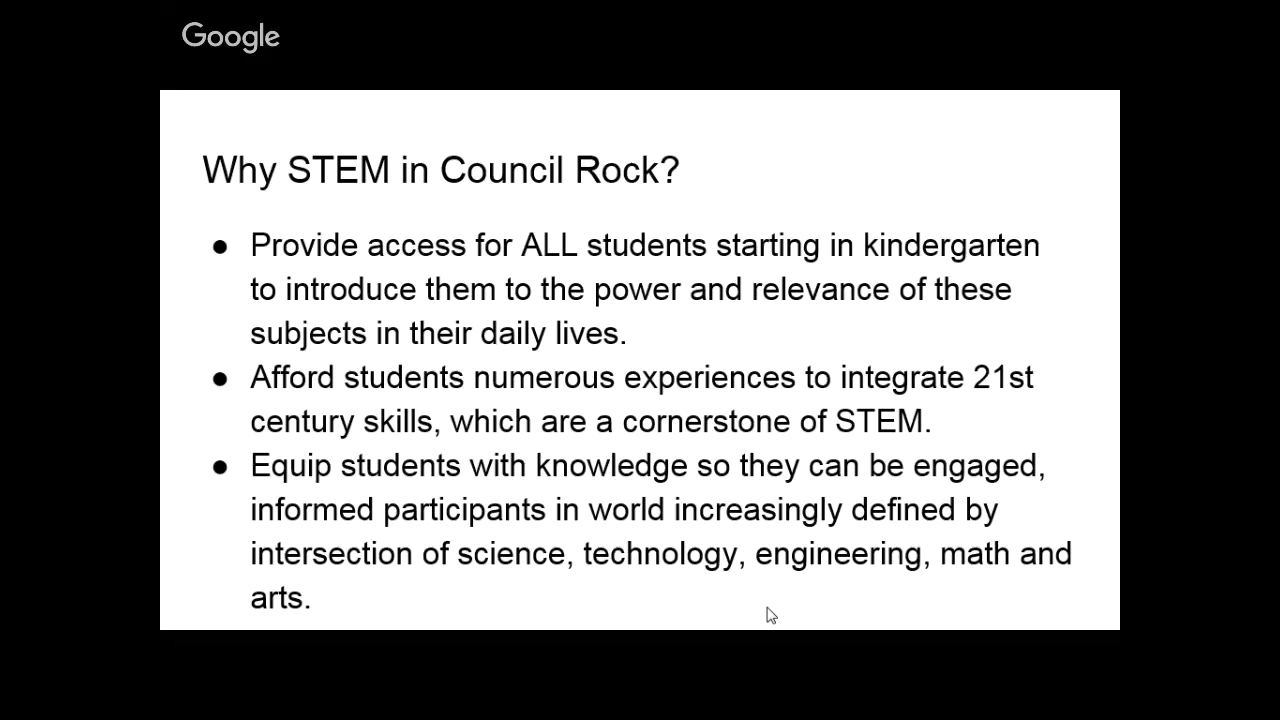 Google
Why STEM in Council Rock?
● Provide access for ALL students starting in kindergarten
to introduce them to the power and relevance of these
subjects in their daily lives.
● Afford students numerous experiences to integrate 21st
century skills, which are a cornerstone of STEM.
● Equip students with knowledge so they can be engaged,
informed participants in world increasingly defined by
intersection of science, technology, engineering, math and
arts.